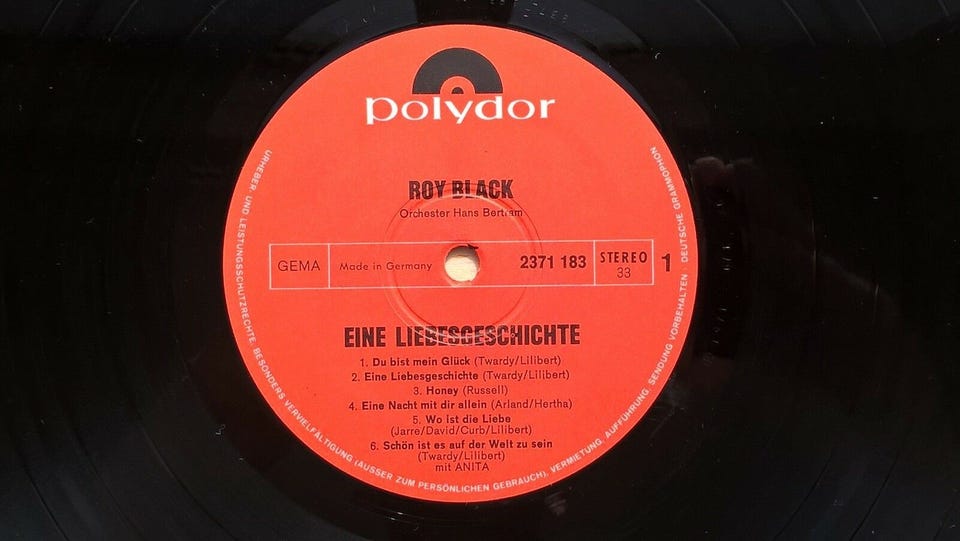 polydor
ROY BLACK
Orchester Hans Bertram
GEMA
Made in Germany
2371 183
STEREO
33
1
EINE LIEBESGESCHICHTE
1. Du bist mein Glück (Twardy/Lilibert)
2. Eine Liebesgeschichte (Twardy/Lilibert)
3. Honey (Russell)
4. Eine Nacht mit dir allein (Arland/Hertha)
5. Wo ist die Liebe
(Jarre/David/Curb/Lilibert)
6. Schön ist es auf der Welt zu sein
(Twardy/Lilibert)
mit ANITA
URHEBER- UND LEISTUNGSSCHUTZRECHTE, BESONDERS VERVIELFÄLTIGUNG (AUSSER ZUM PERSÖNLICHEN GEBRAUCH), VERMIETUNG, AUFFÜHRUNG, SENDUNG VORBEHALTEN DEUTSCHE GRAMMOPHON